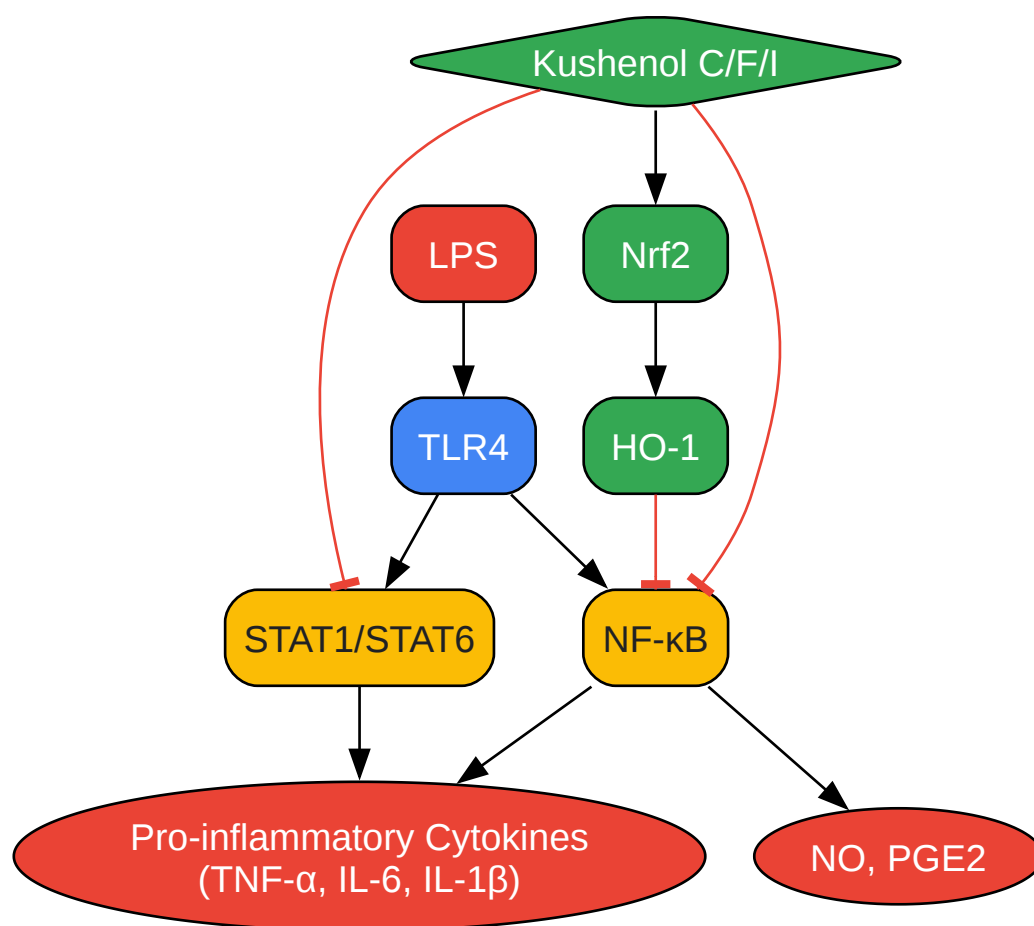 Kushenol C/F/I
LPS
Nrf2
TLR4
HO-1
STAT1/STAT6
NF-κB
Pro-inflammatory Cytokines
(TNF-α, IL-6, IL-1β)
NO, PGE2